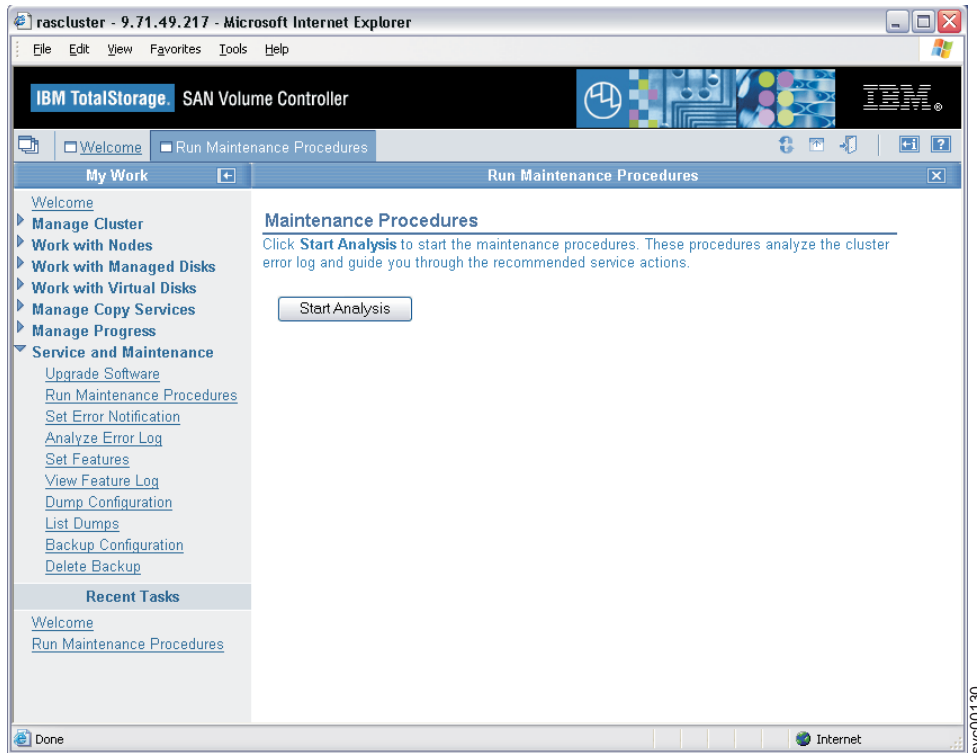 rascluster - 9.71.49.217 - Microsoft Internet Explorer
File Edit View Favorites Tools Help
IBM TotalStorage. SAN Volume Controller
IBM®
Welcome
Run Maintenance Procedures
My Work
Run Maintenance Procedures
Welcome
Manage Cluster
Work with Nodes
Work with Managed Disks
Work with Virtual Disks
Manage Copy Services
Manage Progress
Service and Maintenance
Upgrade Software
Run Maintenance Procedures
Set Error Notification
Analyze Error Log
Set Features
View Feature Log
Dump Configuration
List Dumps
Backup Configuration
Delete Backup
Recent Tasks
Welcome
Run Maintenance Procedures
Maintenance Procedures
Click Start Analysis to start the maintenance procedures. These procedures analyze the cluster
error log and guide you through the recommended service actions.
Start Analysis
Done
Internet